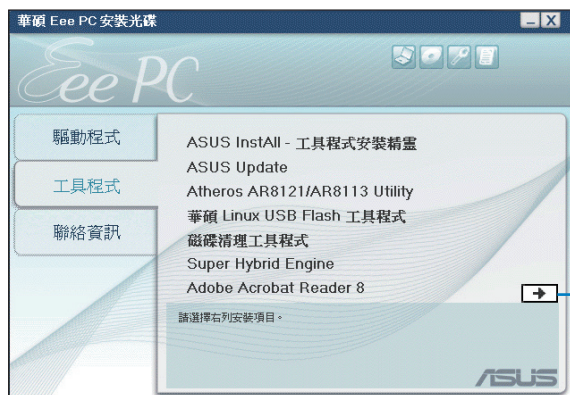 華碩 Eee PC 安裝光碟
Eee PC
驅動程式
工具程式
聯絡資訊
ASUS InstAll - 工具程式安裝精靈
ASUS Update
Atheros AR8121/AR8113 Utility
華碩 Linux USB Flash 工具程式
磁碟清理工具程式
Super Hybrid Engine
Adobe Acrobat Reader 8
請選擇右列安裝項目。
ASUS